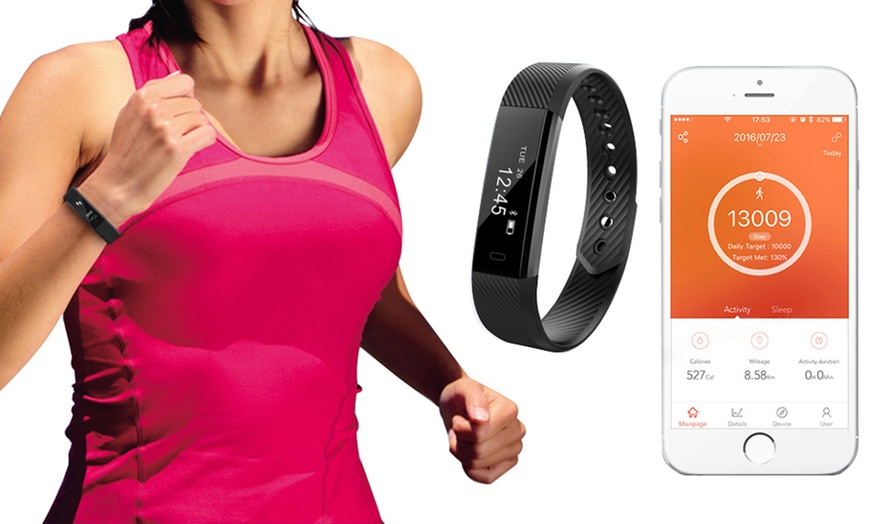 TUE 26
12:45
17:53
82%
2016/07/23
Today
13009
Step
Daily Target : 10000
Target Met: 130%
Activity Sleep
Calories Mileage Activity duration
527Cal 8.58Km 0H0Min
Mainpage Details Device User